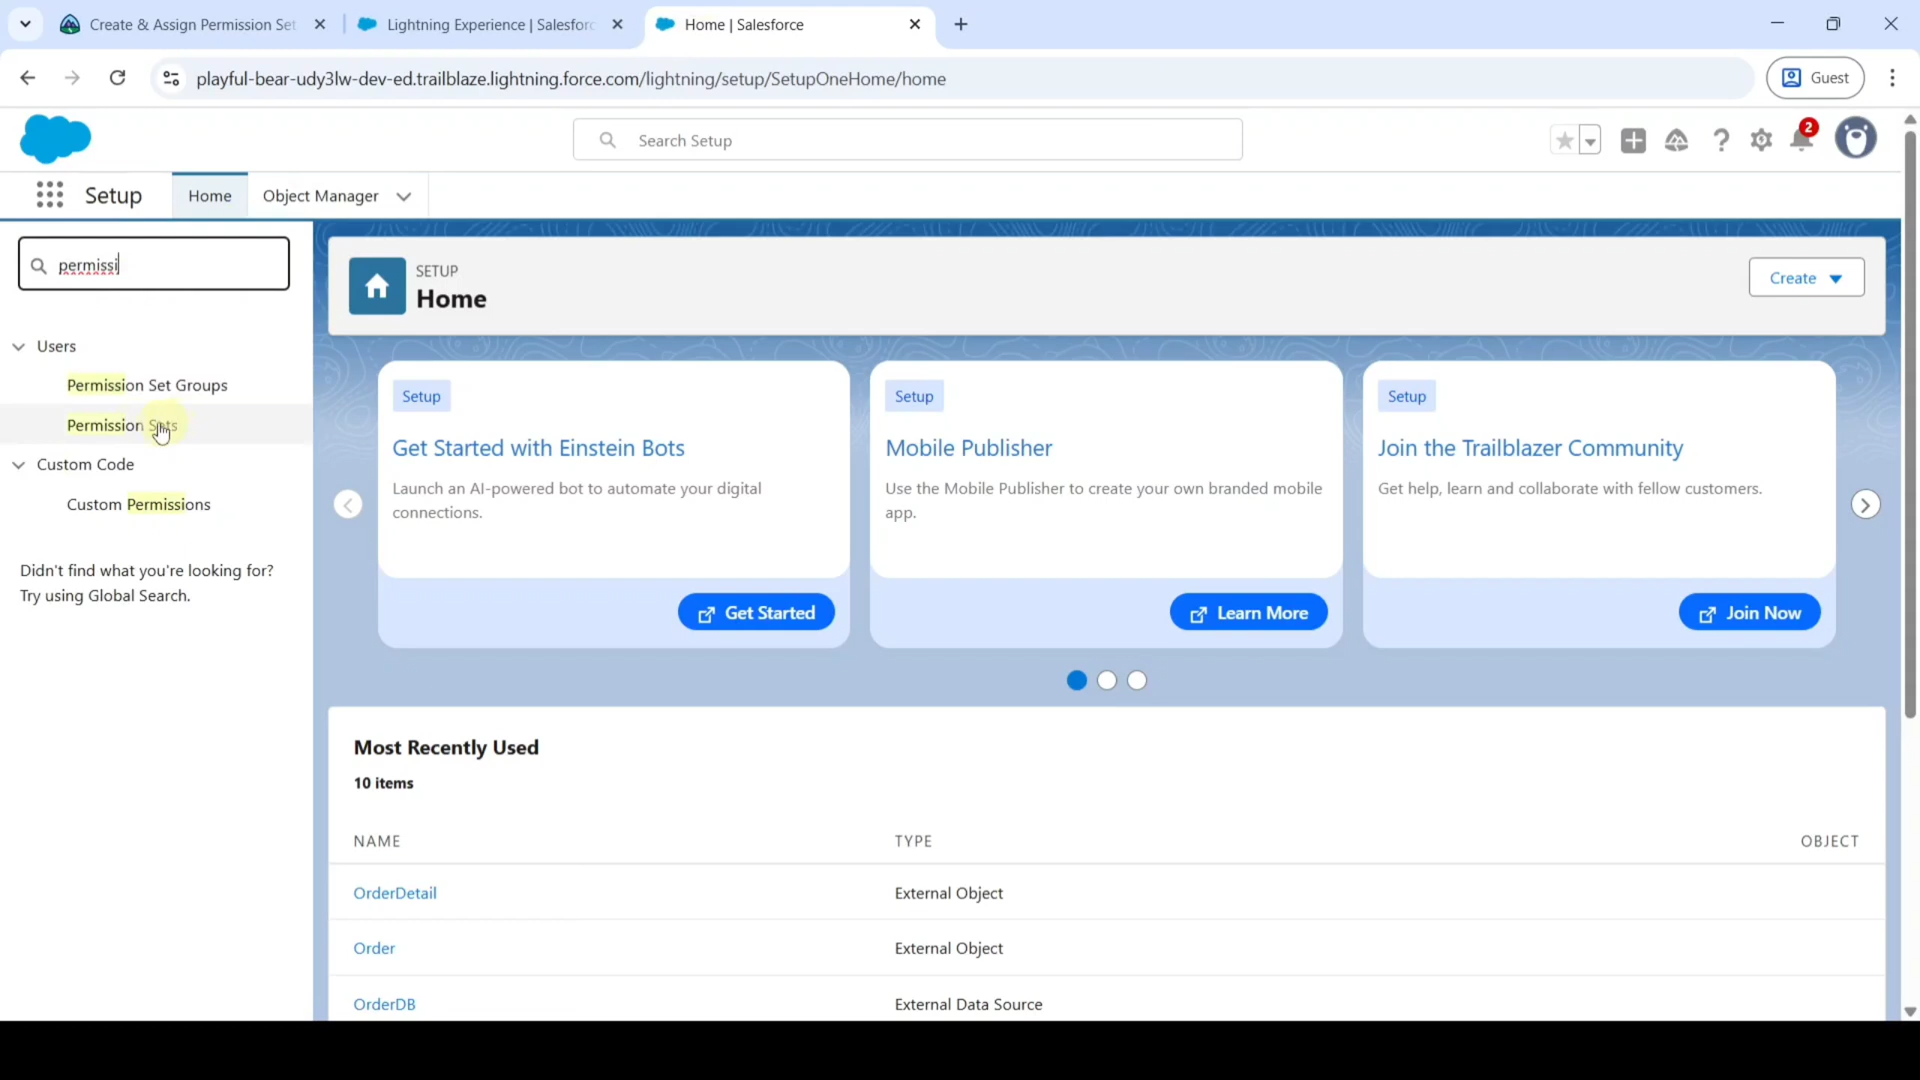 Create & Assign Permission Set
Lightning Experience | Salesforc
Home | Salesforce
playful-bear-udy3lw-dev-ed.trailblaze.lightning.force.com/lightning/setup/SetupOneHome/home
Guest
Search Setup
2
Setup
Home
Object Manager
permissi
SETUP
Home
Create
Users
Permission Set Groups
Permission Sets
Custom Code
Custom Permissions
Didn't find what you're looking for?
Try using Global Search.
Setup
Get Started with Einstein Bots
Launch an AI-powered bot to automate your digital
connections.
Get Started
Setup
Mobile Publisher
Use the Mobile Publisher to create your own branded mobile
app.
Learn More
Setup
Join the Trailblazer Community
Get help, learn and collaborate with fellow customers.
Join Now
Most Recently Used
10 items
NAME TYPE OBJECT
OrderDetail External Object
Order External Object
OrderDB External Data Source